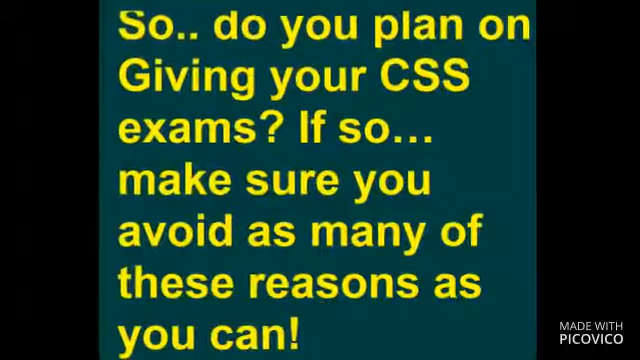 So.. do you plan on
Giving your CSS
exams? If so...
make sure you
avoid as many of
these reasons as
you can!
MADE WITH
PICOVICO